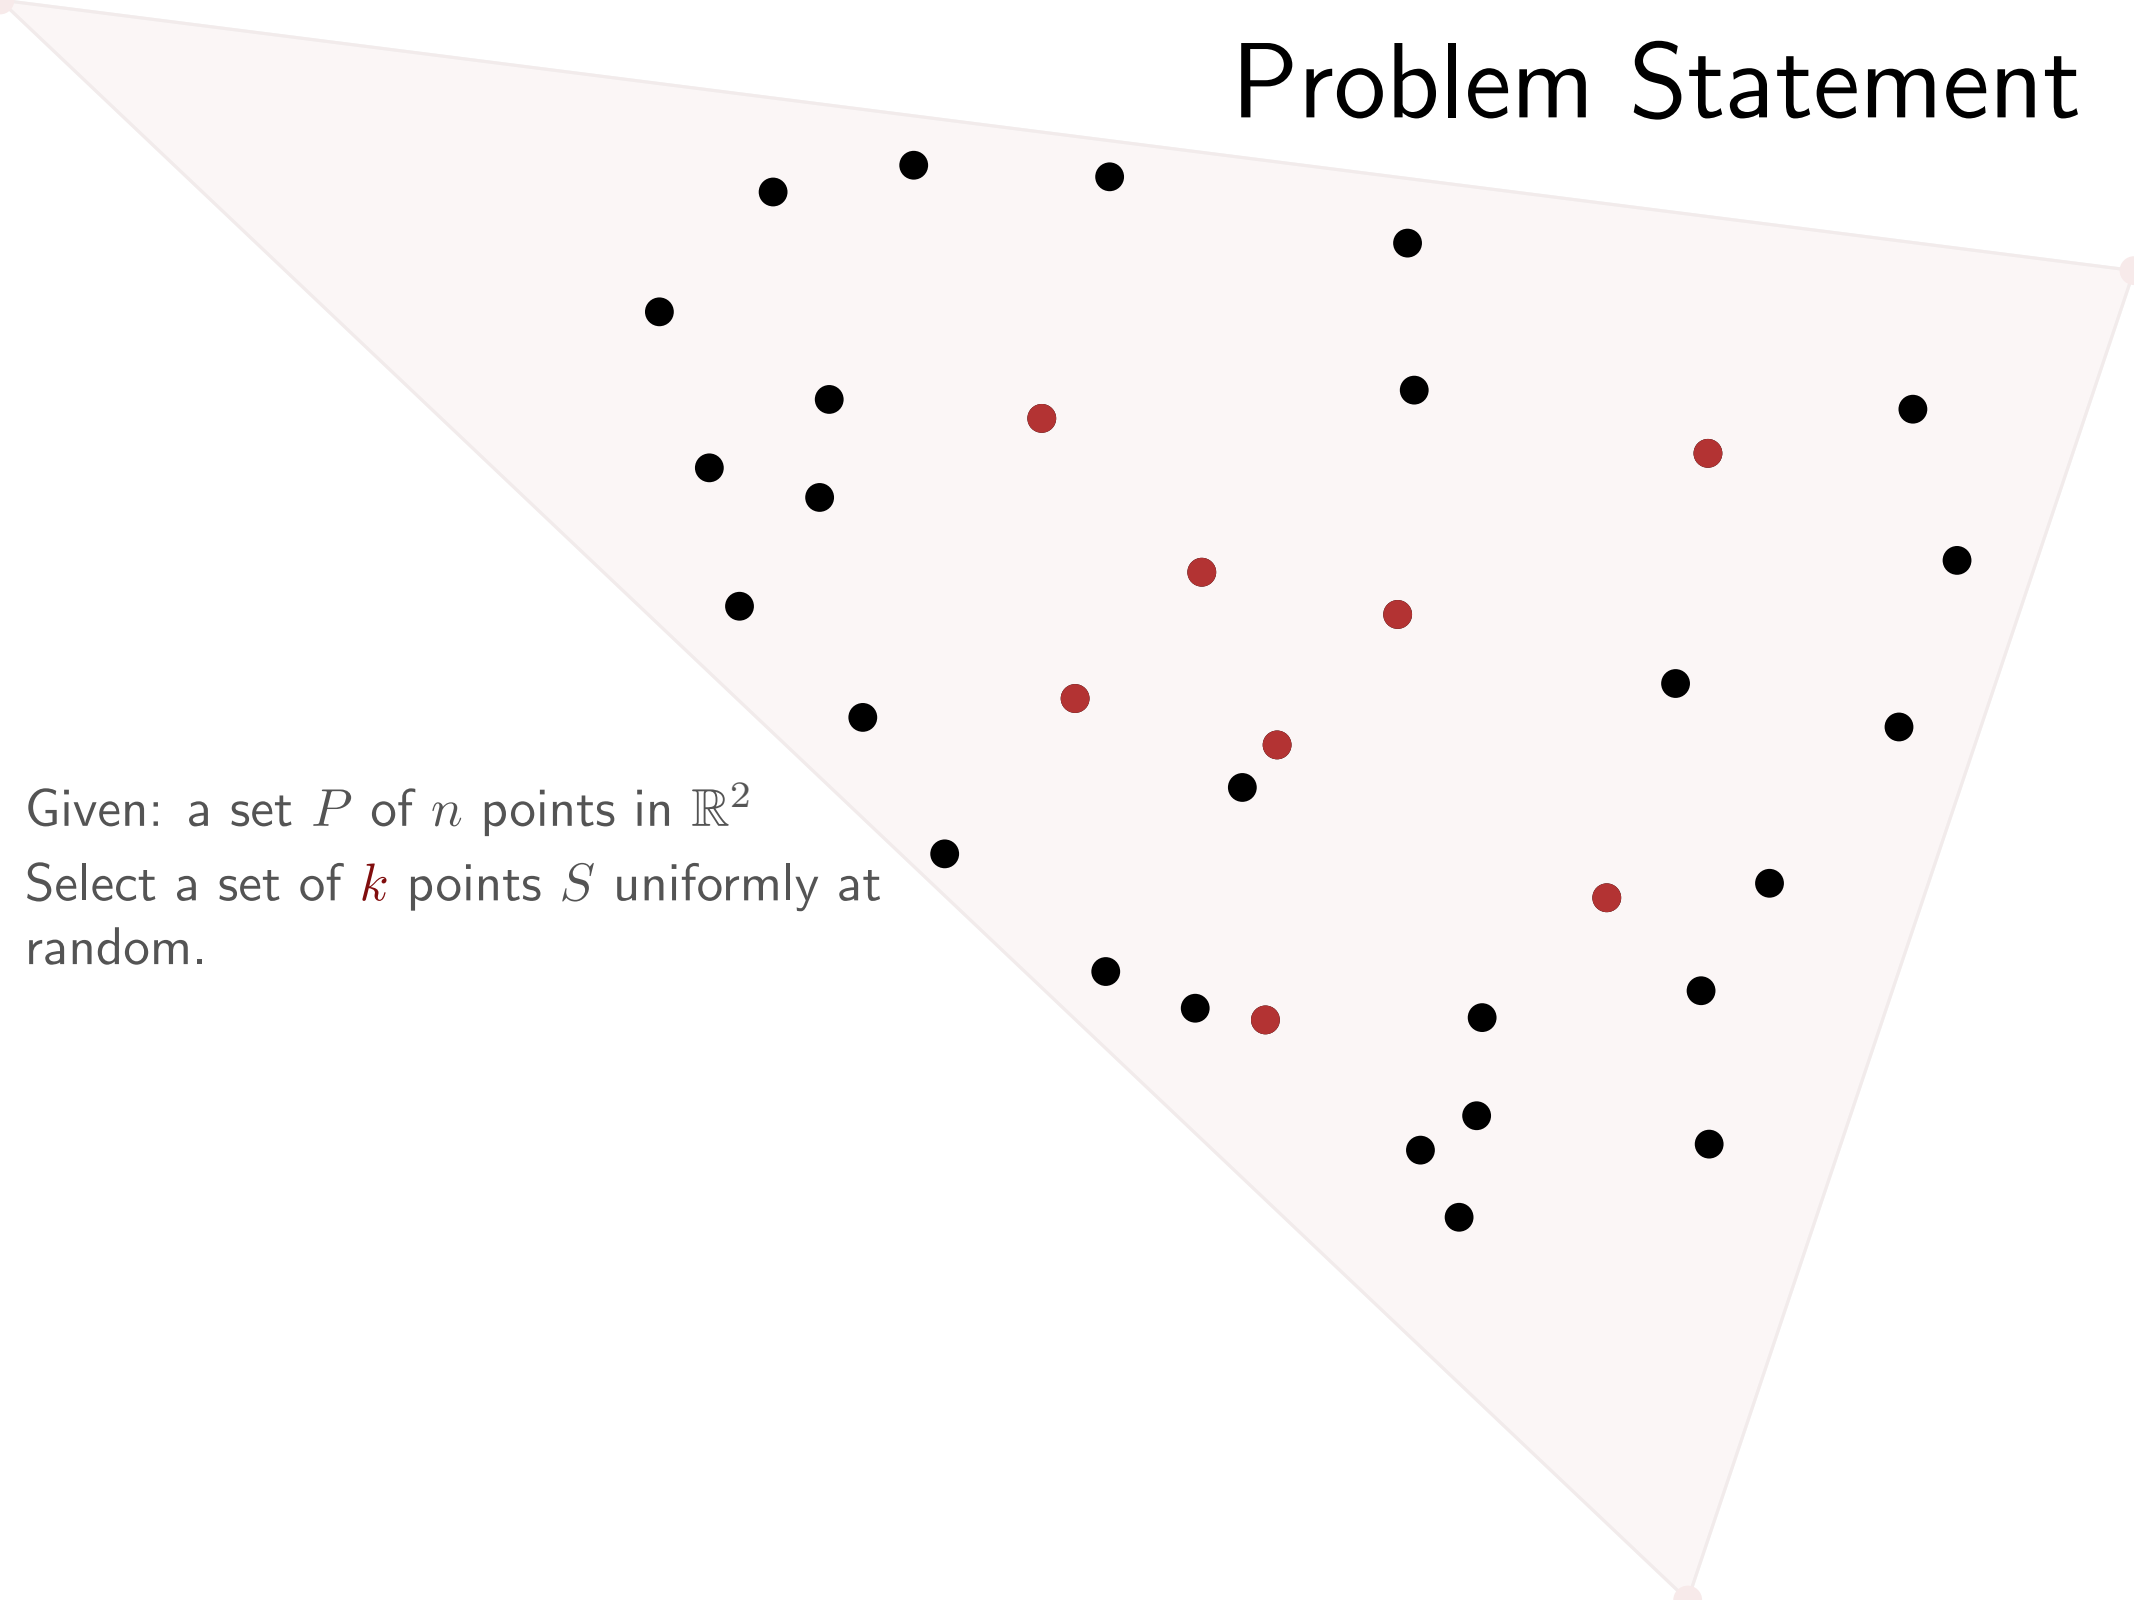 Problem Statement
Given: a set P of n points in ℝ²
Select a set of k points S uniformly at
random.